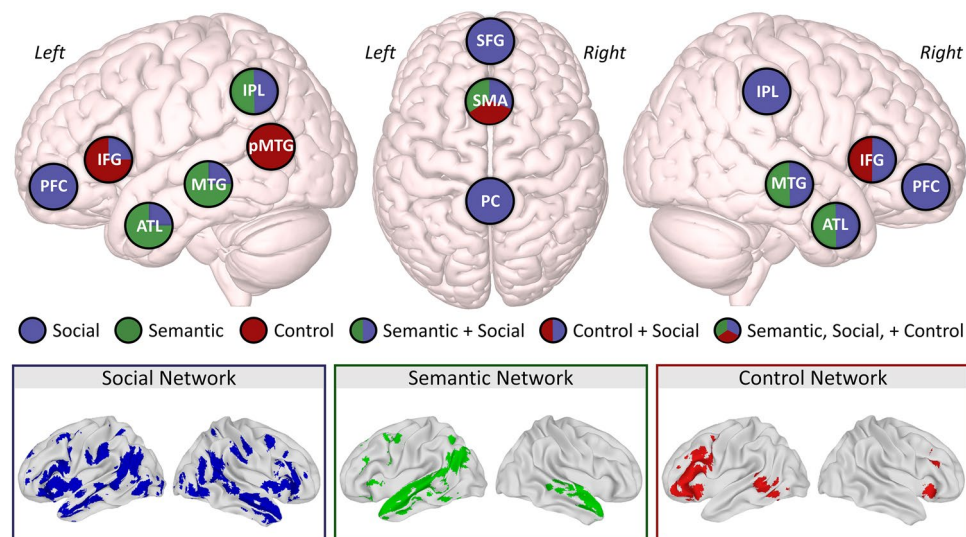 Left
Left
Right
Right
SFG
IPL
SMA
IPL
pMTG
IFG
IFG
PFC
MTG
MTG
PFC
PC
ATL
ATL
Social
Semantic
Control
Semantic + Social
Control + Social
Semantic, Social, + Control
Social Network
Semantic Network
Control Network